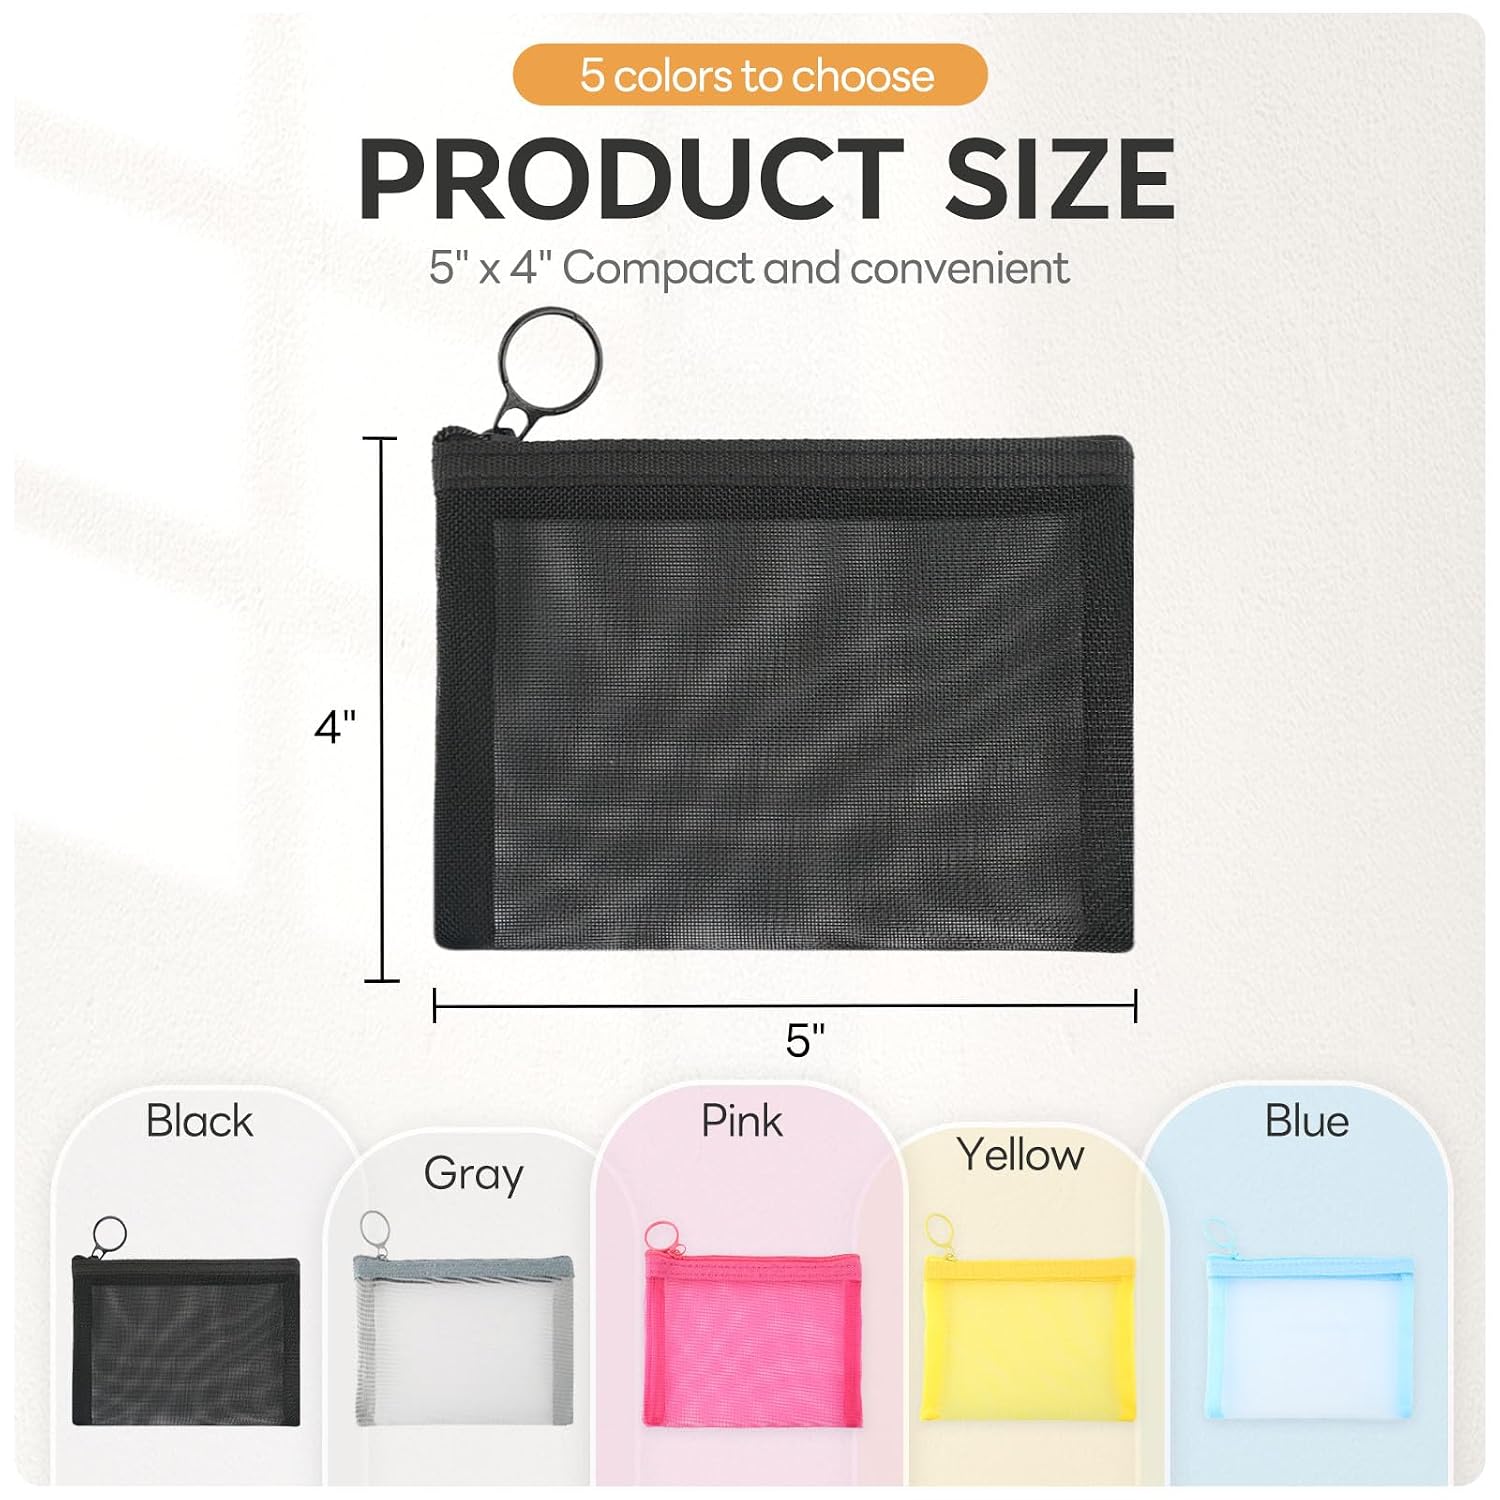 5 colors to choose
PRODUCT SIZE
5" x 4" Compact and convenient
4"
5"
Black
Gray
Pink
Yellow
Blue